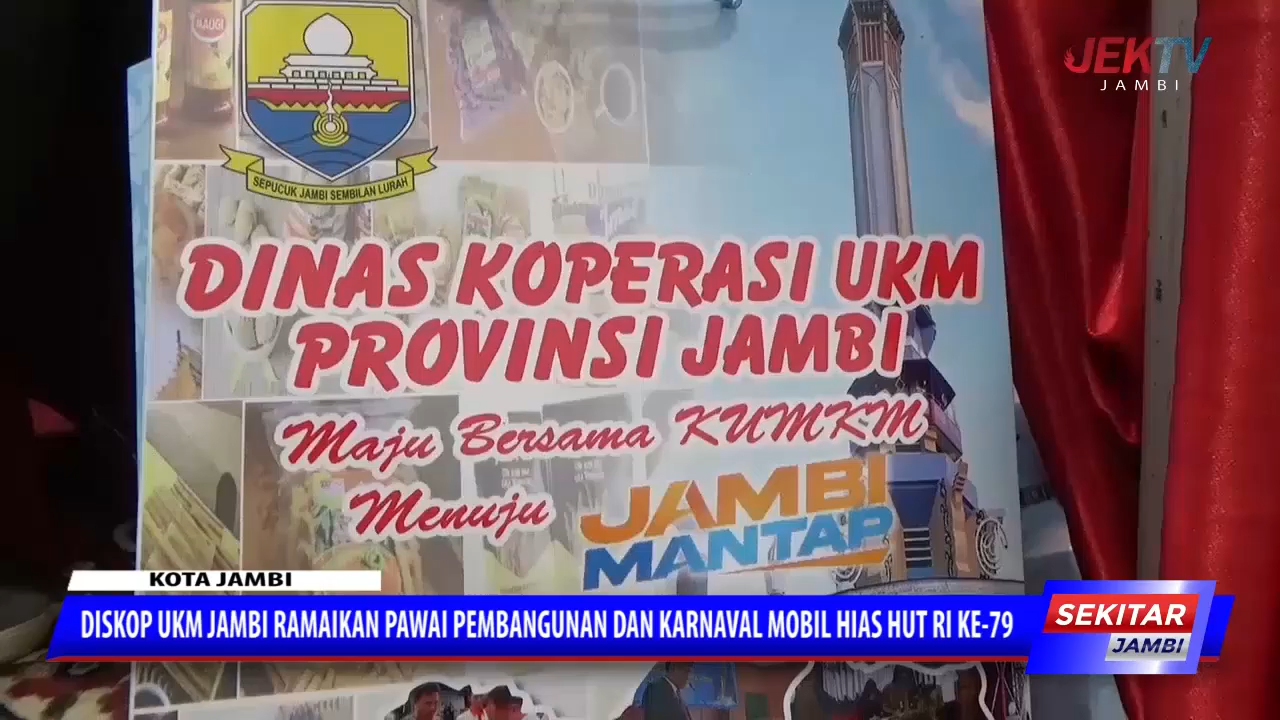 JEKTV
JAMBI
SEPUCUK JAMBI SEMBILAN LURAH
DINAS KOPERASI UKM
PROVINSI JAMBI
Maju Bersama KUMKM
Menuju JAMBI
MANTAP
KOTA JAMBI
DISKOP UKM JAMBI RAMAIKAN PAWAI PEMBANGUNAN DAN KARNAVAL MOBIL HIAS HUT RI KE-79
SEKITAR
JAMBI